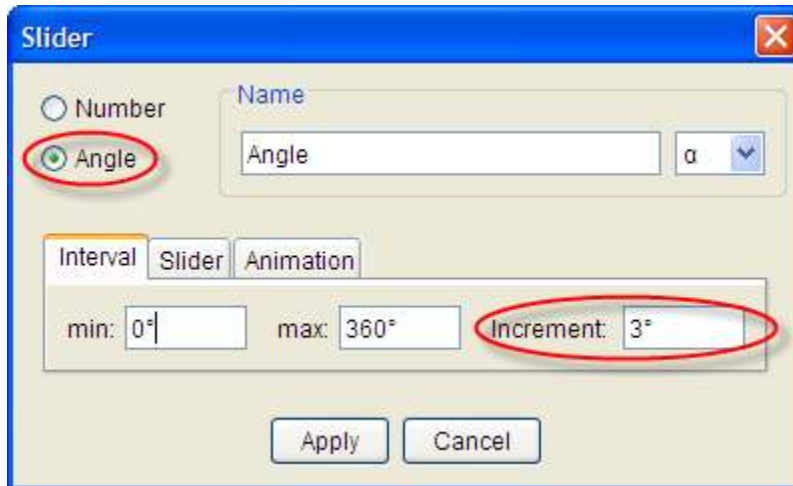 Slider
Number
Name
Angle
Angle α
Interval Slider Animation
min: 0° max: 360° Increment: 3°
Apply Cancel